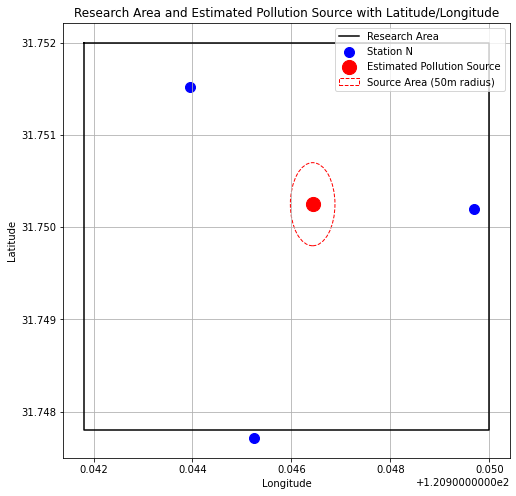 Research Area and Estimated Pollution Source with Latitude/Longitude
Research Area
Station N
Estimated Pollution Source
Source Area (50m radius)
Latitude
31.752
31.751
31.750
31.749
31.748
0.042 0.044 0.046 0.048 0.050
+1.2090000000e2
Longitude